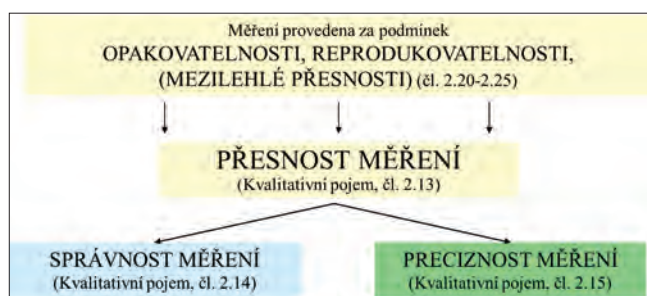 Měření provedena za podmínek
OPAKOVATELNOSTI, REPRODUKOVATELNOSTI,
(MEZILEHLÉ PŘESNOSTI) (čl. 2.20-2.25)
PŘESNOST MĚŘENÍ
(Kvalitativní pojem, čl. 2.13)
SPRÁVNOST MĚŘENÍ
(Kvalitativní pojem, čl. 2.14)
PRECIZNOST MĚŘENÍ
(Kvalitativní pojem, čl. 2.15)